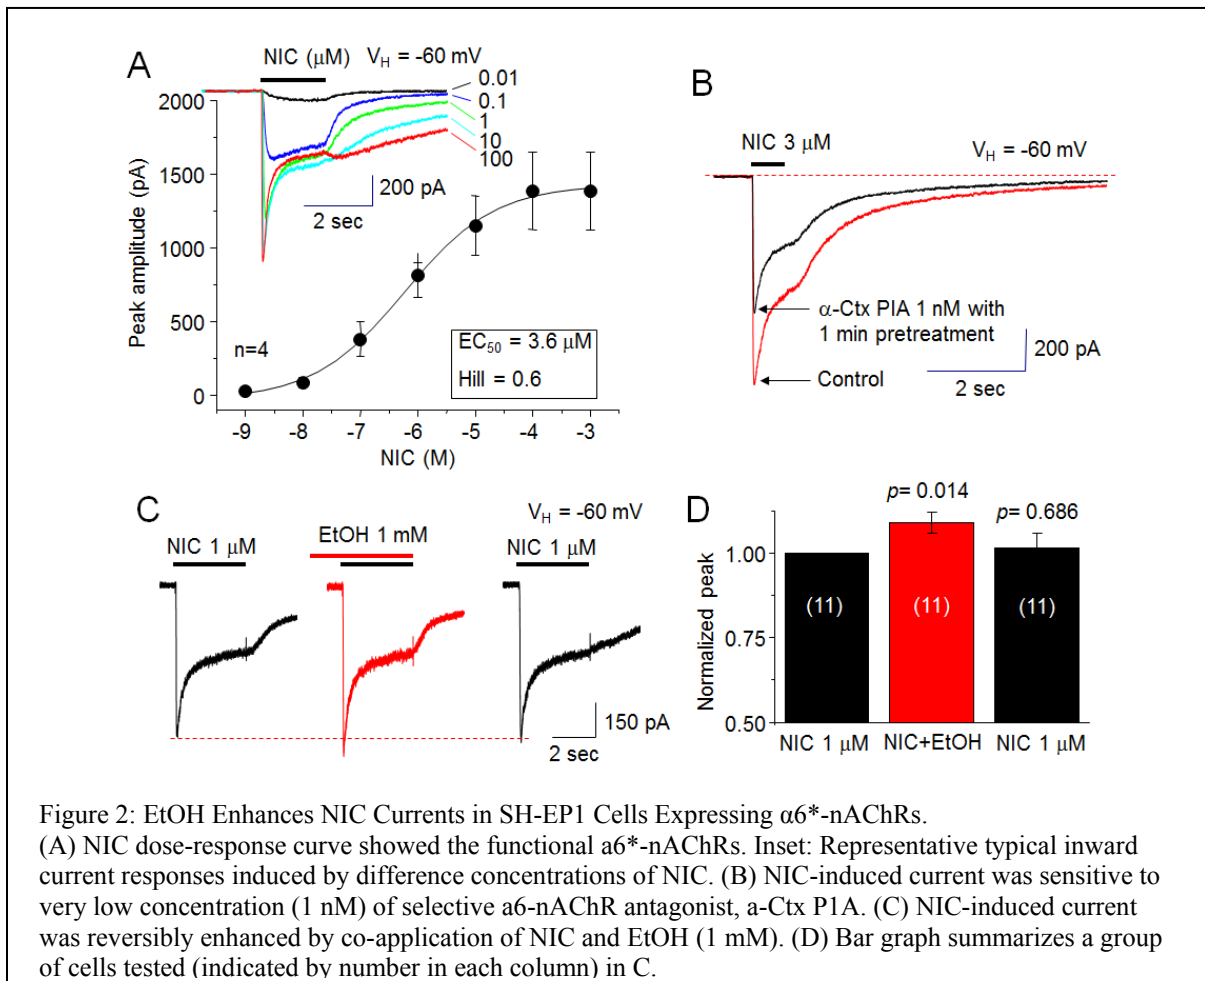 A
NIC (μM)
V_H = -60 mV
0.01
0.1
1
10
100
200 pA
2 sec
2000
1500
1000
500
0
Peak amplitude (pA)
n=4
EC50 = 3.6 μM
Hill = 0.6
-9 -8 -7 -6 -5 -4 -3
NIC (M)
B
NIC 3 μM
V_H = -60 mV
α-Ctx PIA 1 nM with
1 min pretreatment
Control
200 pA
2 sec
C
V_H = -60 mV
NIC 1 μM
EtOH 1 mM
NIC 1 μM
150 pA
2 sec
D
p= 0.014
p= 0.686
1.00
0.75
0.50
Normalized peak
(11) (11) (11)
NIC 1 μM NIC+EtOH NIC 1 μM
Figure 2: EtOH Enhances NIC Currents in SH-EP1 Cells Expressing α6*-nAChRs.
(A) NIC dose-response curve showed the functional a6*-nAChRs. Inset: Representative typical inward
current responses induced by difference concentrations of NIC. (B) NIC-induced current was sensitive to
very low concentration (1 nM) of selective a6-nAChR antagonist, a-Ctx P1A. (C) NIC-induced current
was reversibly enhanced by co-application of NIC and EtOH (1 mM). (D) Bar graph summarizes a group
of cells tested (indicated by number in each column) in C.